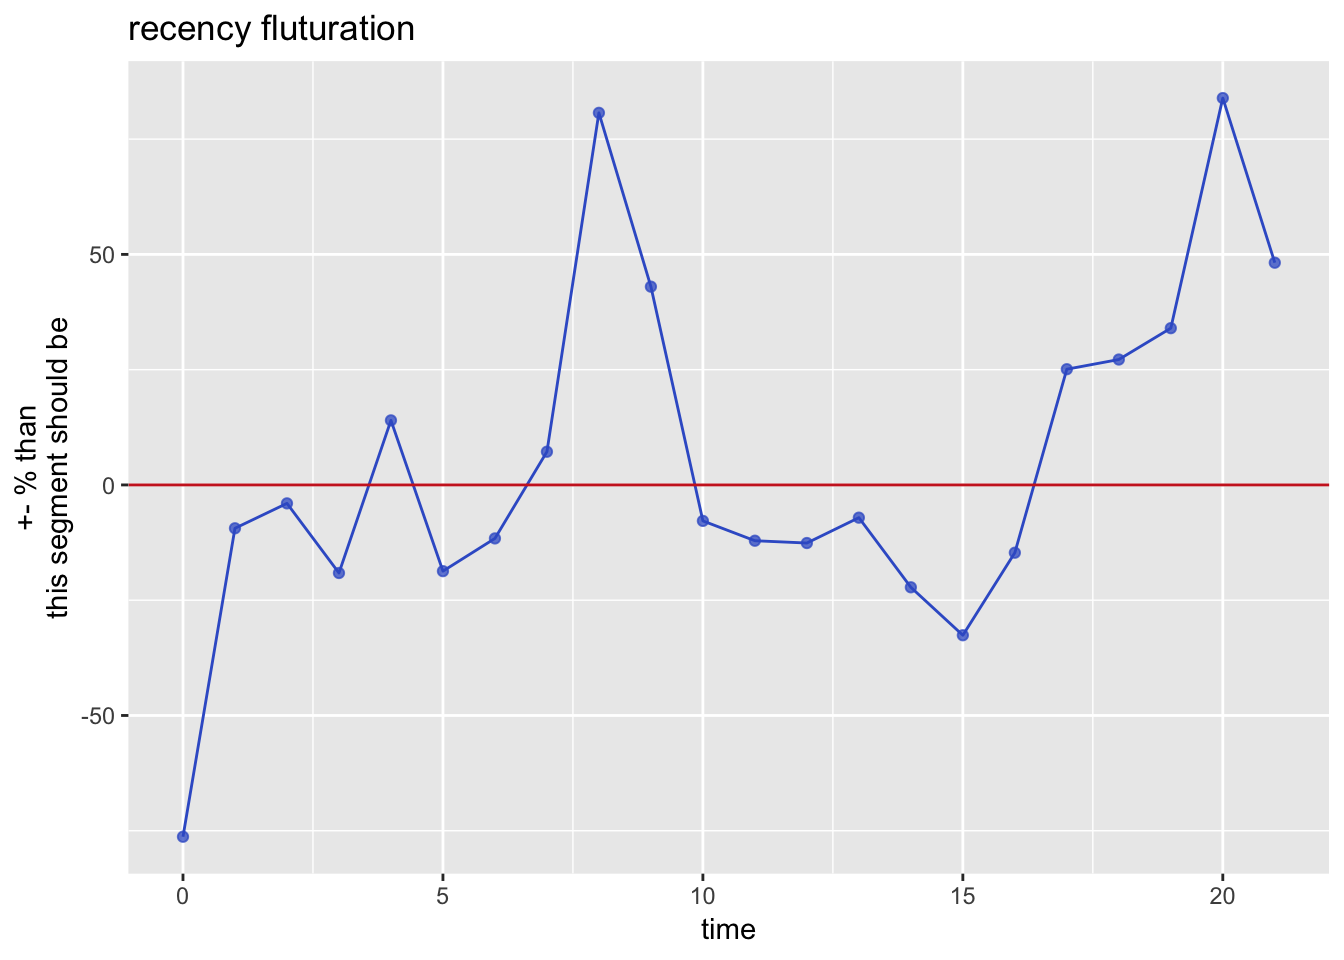 recency fluturation
+- % than
this segment should be
50
0
-50
0 5 10 15 20
time